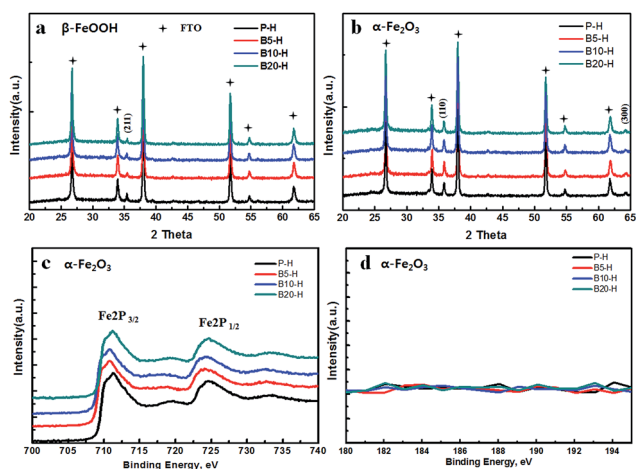 a
β-FeOOH
FTO
P-H
B5-H
B10-H
B20-H
(211)
Intensity(a.u.)
20 25 30 35 40 45 50 55 60 65
2 Theta
b
α-Fe2O3
P-H
B5-H
B10-H
B20-H
(110)
(300)
Intensity(a.u.)
20 25 30 35 40 45 50 55 60 65
2 Theta
c
α-Fe2O3
P-H
B5-H
B10-H
B20-H
Fe2P3/2
Fe2P1/2
Intensity(a.u.)
700 705 710 715 720 725 730 735 740
Binding Energy, eV
d
α-Fe2O3
P-H
B5-H
B10-H
B20-H
Intensity(a.u.)
180 182 184 186 188 190 192 194
Binding Energy, eV